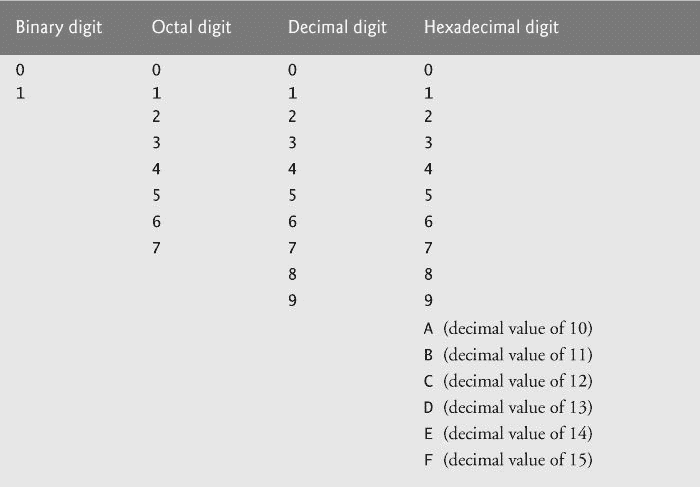 Binary digit Octal digit Decimal digit Hexadecimal digit
0 0 0 0
1 1 1 1
2 2 2
3 3 3
4 4 4
5 5 5
6 6 6
7 7 7
8 8
9 9
A (decimal value of 10)
B (decimal value of 11)
C (decimal value of 12)
D (decimal value of 13)
E (decimal value of 14)
F (decimal value of 15)